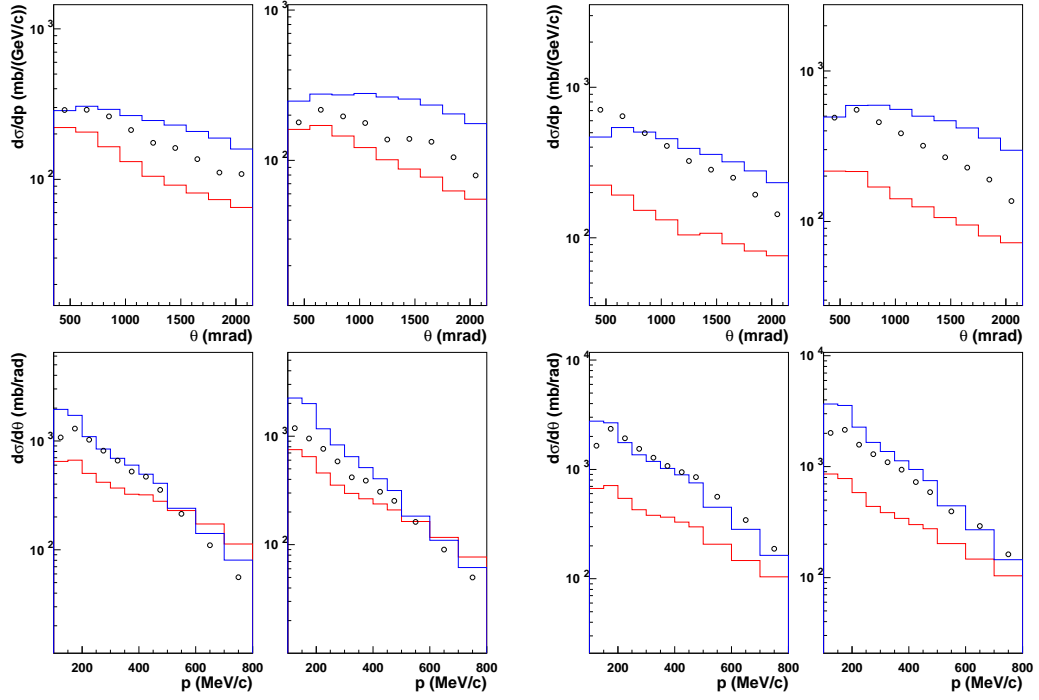 dσ/dp (mb/(GeV/c))
10³
10²
500 1000 1500 2000
θ (mrad)
10³
10²
500 1000 1500 2000
θ (mrad)
dσ/dp (mb/(GeV/c))
10³
10²
500 1000 1500 2000
θ (mrad)
10³
10²
500 1000 1500 2000
θ (mrad)
dσ/dθ (mb/rad)
10³
10²
200 400 600 800
p (MeV/c)
10³
10²
200 400 600 800
p (MeV/c)
dσ/dθ (mb/rad)
10⁴
10³
10²
200 400 600 800
p (MeV/c)
10⁴
10³
10²
200 400 600 800
p (MeV/c)